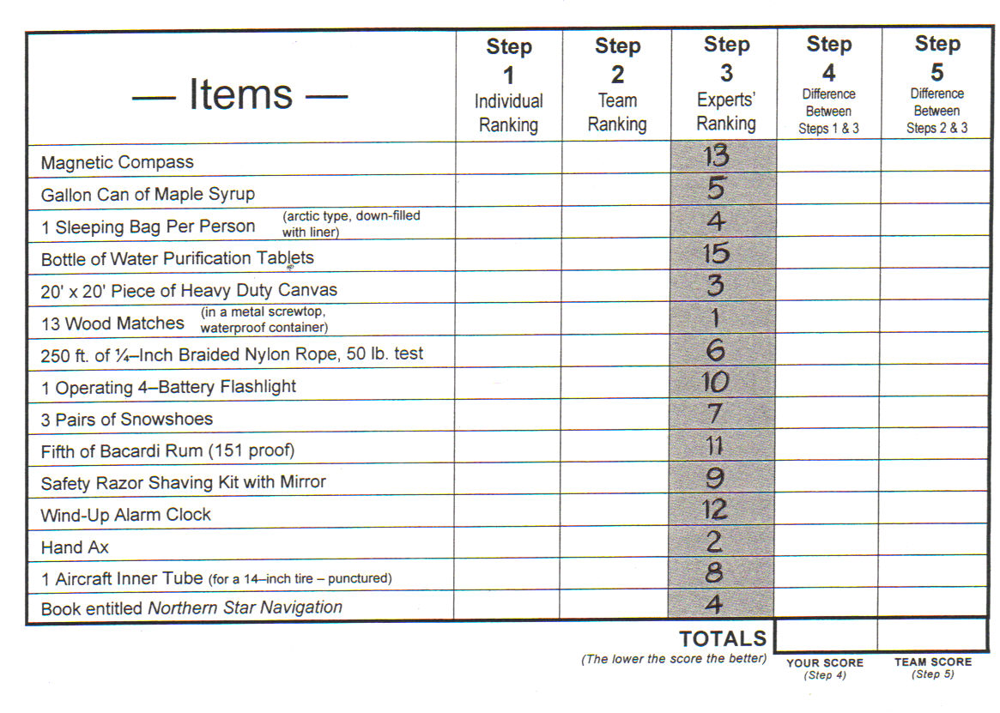 — Items —
Step 1 Individual Ranking
Step 2 Team Ranking
Step 3 Experts' Ranking
Step 4 Difference Between Steps 1 & 3
Step 5 Difference Between Steps 2 & 3
Magnetic Compass 13
Gallon Can of Maple Syrup 5
1 Sleeping Bag Per Person (arctic type, down-filled with liner) 4
Bottle of Water Purification Tablets 15
20' x 20' Piece of Heavy Duty Canvas 3
13 Wood Matches (in a metal screwtop, waterproof container) 1
250 ft. of ¼–Inch Braided Nylon Rope, 50 lb. test 6
1 Operating 4–Battery Flashlight 10
3 Pairs of Snowshoes 7
Fifth of Bacardi Rum (151 proof) 11
Safety Razor Shaving Kit with Mirror 9
Wind-Up Alarm Clock 12
Hand Ax 2
1 Aircraft Inner Tube (for a 14–inch tire – punctured) 8
Book entitled Northern Star Navigation 4
TOTALS
(The lower the score the better)
YOUR SCORE
(Step 4)
TEAM SCORE
(Step 5)